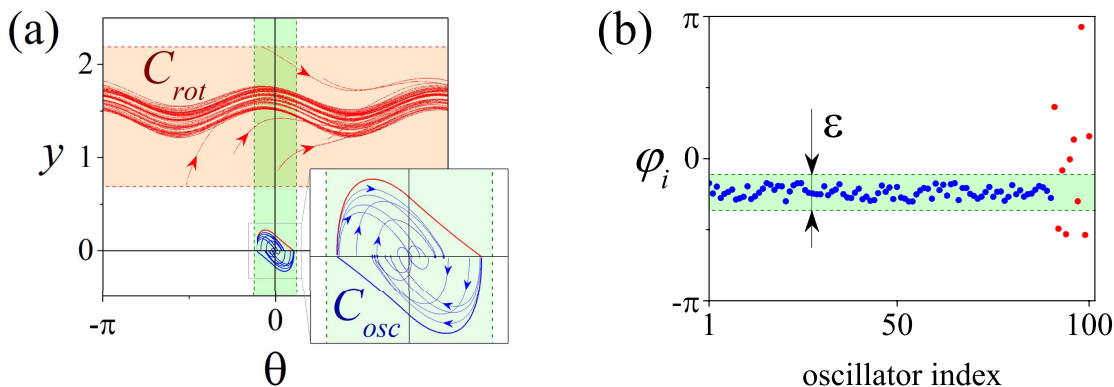 (a)
2
1
0
y
C_rot
C_osc
-π
0
θ
(b)
π
0
-π
φ_i
ε
1
50
100
oscillator index